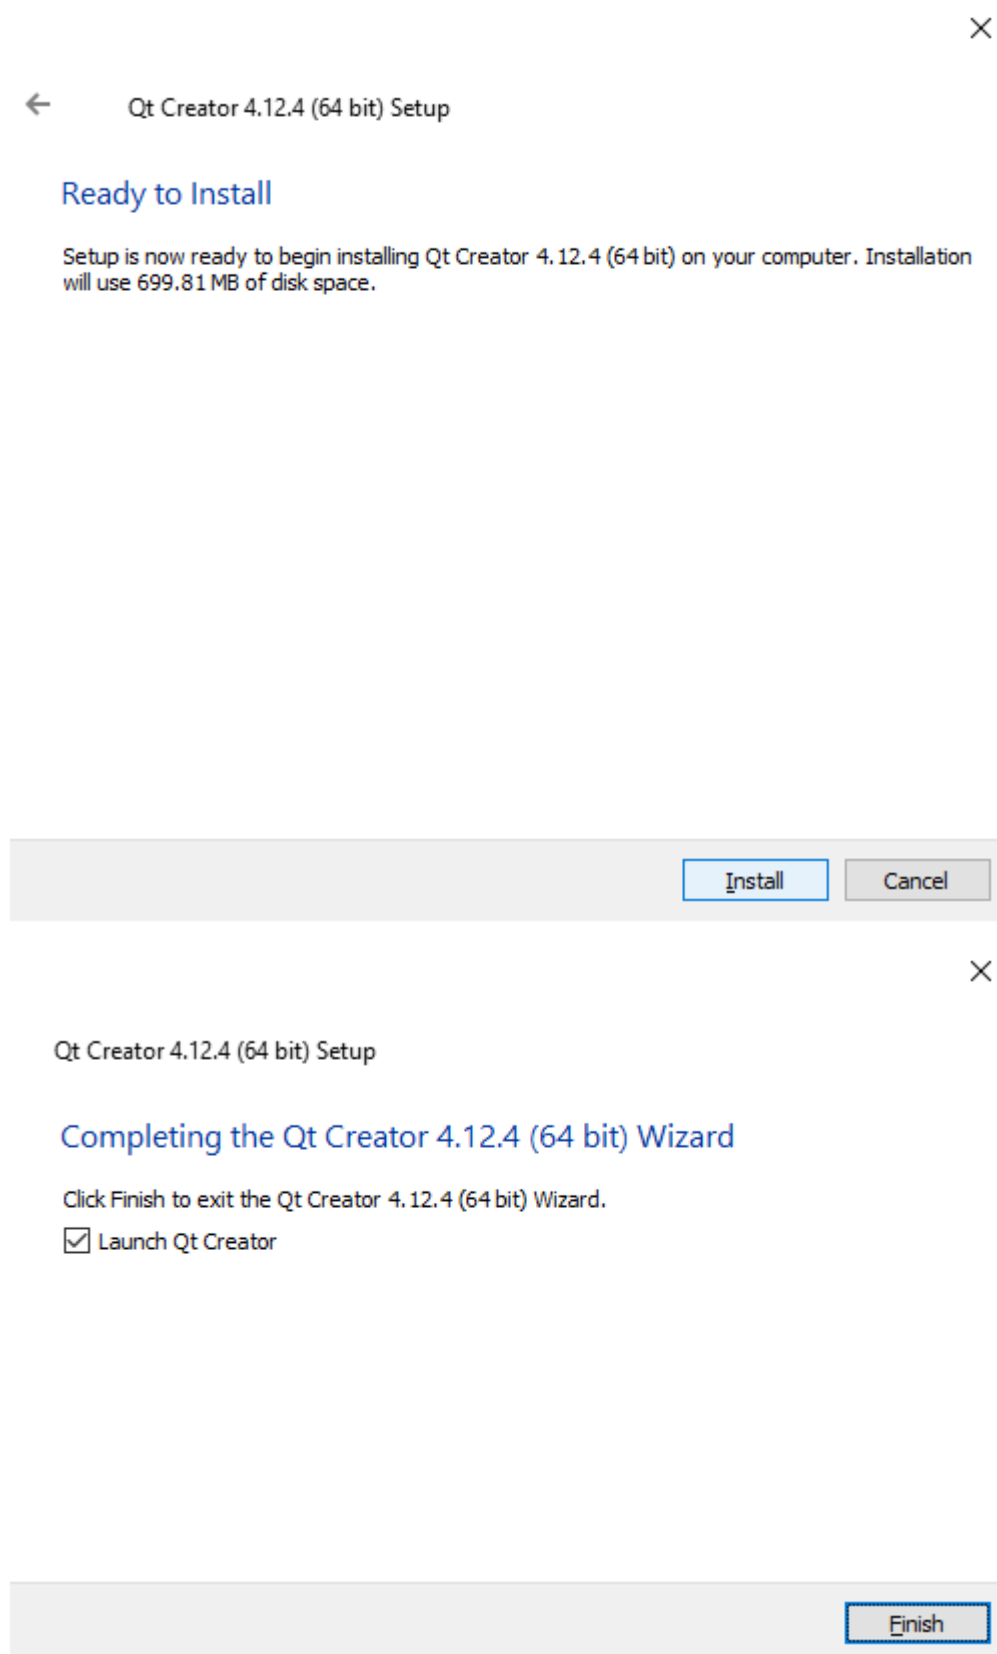 Qt Creator 4.12.4 (64 bit) Setup
Ready to Install
Setup is now ready to begin installing Qt Creator 4.12.4 (64 bit) on your computer. Installation
will use 699.81 MB of disk space.
Install
Cancel
Qt Creator 4.12.4 (64 bit) Setup
Completing the Qt Creator 4.12.4 (64 bit) Wizard
Click Finish to exit the Qt Creator 4.12.4 (64 bit) Wizard.
Launch Qt Creator
Finish